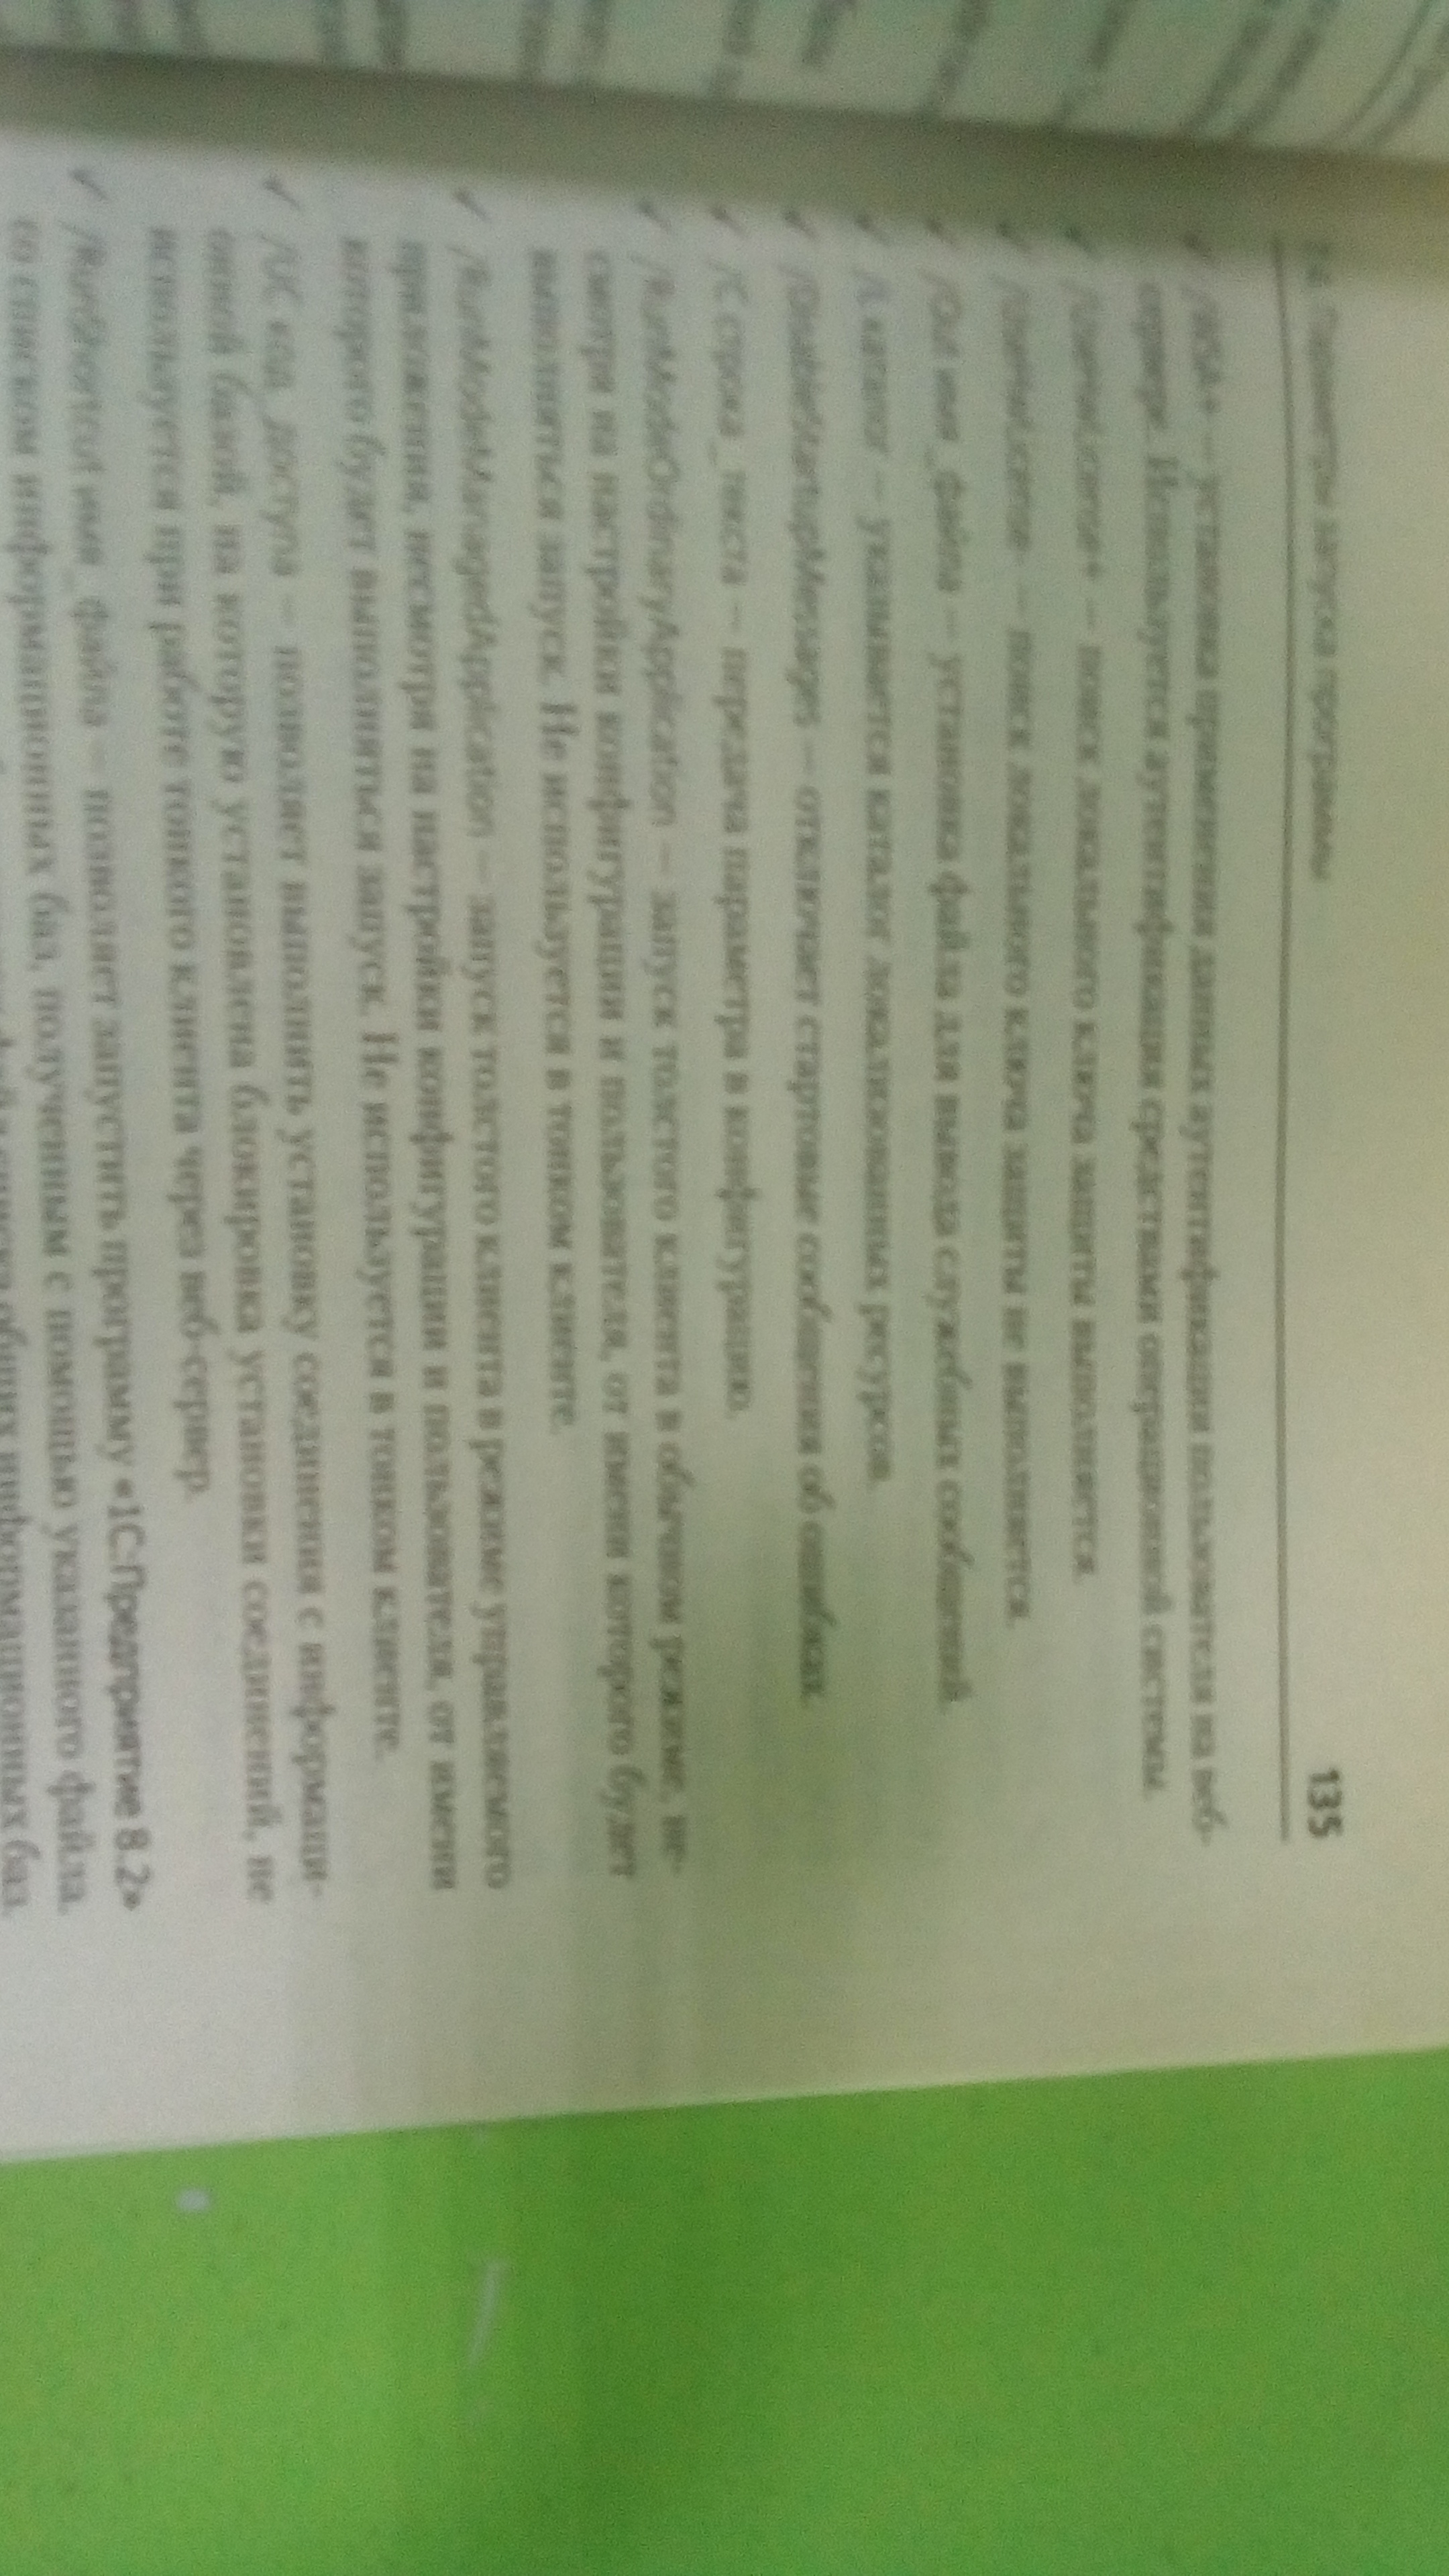 Параметры запуска программы 135
✓ /WSA+ — установка применения данных аутентификации пользователя на веб-
сервере. Используется аутентификация средствами операционной системы.
✓ /UseHwLicense+ — поиск локального ключа защиты выполняется.
✓ /UseHwLicense- — поиск локального ключа защиты не выполняется.
✓ /Out имя_файла — установка файла для вывода служебных сообщений.
✓ /L каталог — указывается каталог локализованных ресурсов.
✓ /DisableStartupMessages — отключает стартовые сообщения об ошибках.
✓ /C строка_текста — передача параметра в конфигурацию.
✓ /RunModeOrdinaryApplication — запуск толстого клиента в обычном режиме, не-
смотря на настройки конфигурации и пользователя, от имени которого будет
выполняться запуск. Не используется в тонком клиенте.
✓ /RunModeManagedApplication — запуск толстого клиента в режиме управляемого
приложения, несмотря на настройки конфигурации и пользователя, от имени
которого будет выполняться запуск. Не используется в тонком клиенте.
✓ /UC код_доступа — позволяет выполнить установку соединения с информаци-
онной базой, на которую установлена блокировка установки соединений, не
используется при работе тонкого клиента через веб-сервер.
✓ /RunShortcut имя_файла — позволяет запустить программу «1С:Предприятие 8.2»
со списком информационных баз, полученным с помощью указанного файла,
файл списка общих информационных баз.